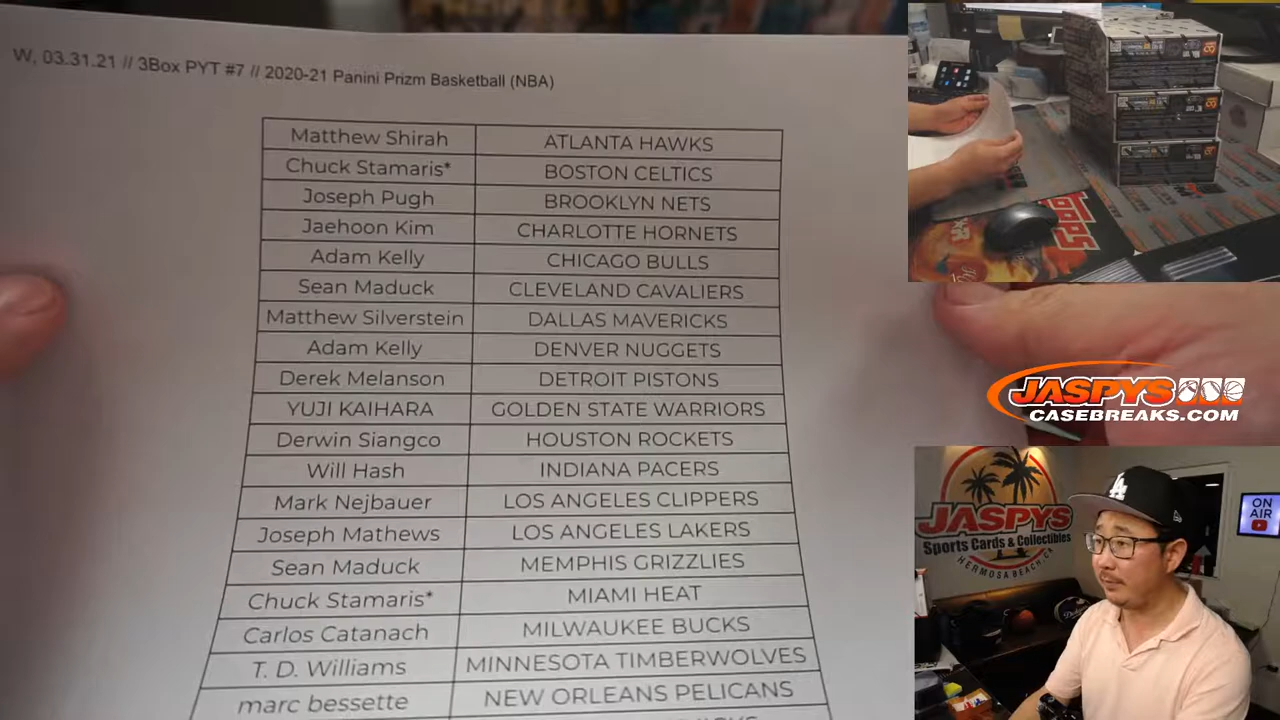 W, 03.31.21 // 3Box PYT #7 // 2020-21 Panini Prizm Basketball (NBA)
Matthew Shirah ATLANTA HAWKS
Chuck Stamaris* BOSTON CELTICS
Joseph Pugh BROOKLYN NETS
Jaehoon Kim CHARLOTTE HORNETS
Adam Kelly CHICAGO BULLS
Sean Maduck CLEVELAND CAVALIERS
Matthew Silverstein DALLAS MAVERICKS
Adam Kelly DENVER NUGGETS
Derek Melanson DETROIT PISTONS
YUJI KAIHARA GOLDEN STATE WARRIORS
Derwin Siangco HOUSTON ROCKETS
Will Hash INDIANA PACERS
Mark Nejbauer LOS ANGELES CLIPPERS
Joseph Mathews LOS ANGELES LAKERS
Sean Maduck MEMPHIS GRIZZLIES
Chuck Stamaris* MIAMI HEAT
Carlos Catanach MILWAUKEE BUCKS
T. D. Williams MINNESOTA TIMBERWOLVES
marc bessette NEW ORLEANS PELICANS
topps
JASPYS
CASEBREAKS.COM
JASPYS
Sports Cards & Collectibles
HERMOSA BEACH, CA
LA
ON
AIR